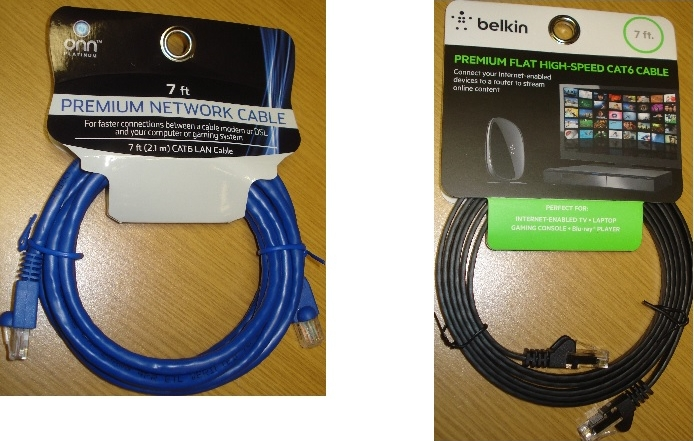 onn™
PLATINUM
7 ft
PREMIUM NETWORK CABLE
For faster connections between a cable modem or DSL
and your computer or gaming system
7 ft (2.1 m) CAT6 LAN Cable
belkin
7 ft.
PREMIUM FLAT HIGH-SPEED CAT6 CABLE
Connect your Internet-enabled
devices to a router to stream
online content
PERFECT FOR:
INTERNET-ENABLED TV • LAPTOP
GAMING CONSOLE • Blu-ray™ PLAYER